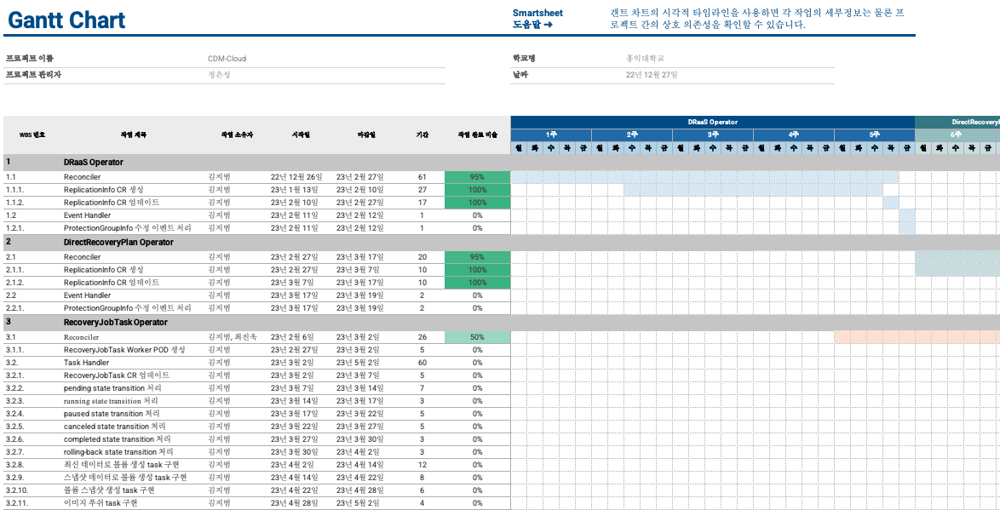 Gantt Chart
Smartsheet 도움말 ➔
갠트 차트의 시각적 타임라인을 사용하면 각 작업의 세부정보는 물론 프
로젝트 간의 상호 의존성을 확인할 수 있습니다.
프로젝트 이름 CDM-Cloud 학교명 홍익대학교
프로젝트 관리자 정은성 날짜 22년 12월 27일
DRaaS Operator
WBS 번호 작업 제목 작업 소유자 시작일 마감일 기간 작업 완료 비율
1주 2주 3주 4주 5주 6주
월 화 수 목 금 월 화 수 목 금 월 화 수 목 금 월 화 수 목 금 월 화 수 목 금 월 화 수 목 금
1 DRaaS Operator
1.1 Reconciler 김지범 22년 12월 26일 23년 2월 27일 61 95%
1.1.1. ReplicationInfo CR 생성 김지범 23년 1월 13일 23년 2월 10일 27 100%
1.1.2. ReplicationInfo CR 업데이트 김지범 23년 2월 10일 23년 2월 27일 17 100%
1.2 Event Handler 김지범 23년 2월 11일 23년 2월 12일 1 0%
1.2.1. ProtectionGroupInfo 수정 이벤트 처리 김지범 23년 2월 11일 23년 2월 12일 1 0%
2 DirectRecoveryPlan Operator
2.1 Reconciler 김지범 23년 2월 27일 23년 3월 17일 20 95%
2.1.1. ReplicationInfo CR 생성 김지범 23년 2월 27일 23년 3월 7일 10 100%
2.1.2. ReplicationInfo CR 업데이트 김지범 23년 3월 7일 23년 3월 17일 10 100%
2.2 Event Handler 김지범 23년 3월 17일 23년 3월 19일 2 0%
2.2.1. ProtectionGroupInfo 수정 이벤트 처리 김지범 23년 3월 17일 23년 3월 19일 2 0%
3 RecoveryJobTask Operator
3.1 Reconciler 김지범, 최진욱 23년 2월 6일 23년 3월 2일 26 50%
3.1.1. RecoveryJobTask Worker POD 생성 김지범 23년 2월 27일 23년 3월 2일 5 0%
3.2. Task Handler 김지범 23년 3월 2일 23년 5월 2일 60 0%
3.2.1. RecoveryJobTask CR 업데이트 김지범 23년 3월 2일 23년 3월 7일 5 0%
3.2.2. pending state transition 처리 김지범 23년 3월 7일 23년 3월 14일 7 0%
3.2.3. running state transition 처리 김지범 23년 3월 14일 23년 3월 17일 3 0%
3.2.4. paused state transition 처리 김지범 23년 3월 17일 23년 3월 22일 5 0%
3.2.5. canceled state transition 처리 김지범 23년 3월 22일 23년 3월 27일 5 0%
3.2.6. completed state transition 처리 김지범 23년 3월 27일 23년 3월 30일 3 0%
3.2.7. rolling-back state transition 처리 김지범 23년 3월 30일 23년 4월 2일 3 0%
3.2.8. 최신 데이터로 볼륨 생성 task 구현 김지범 23년 4월 2일 23년 4월 14일 12 0%
3.2.9. 스냅샷 데이터로 볼륨 생성 task 구현 김지범 23년 4월 14일 23년 4월 22일 8 0%
3.2.10. 볼륨 스냅샷 생성 task 구현 김지범 23년 4월 22일 23년 4월 28일 6 0%
3.2.11. 이미지 푸쉬 task 구현 김지범 23년 4월 28일 23년 5월 2일 4 0%